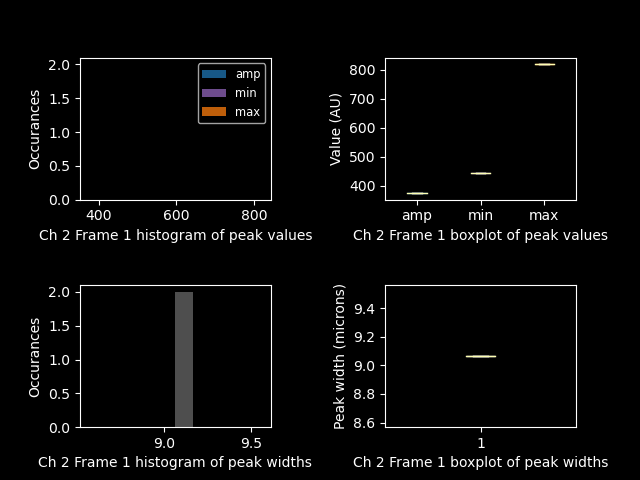 2.0
1.5
1.0
0.5
0.0
Occurances
amp
min
max
400 600 800
Ch 2 Frame 1 histogram of peak values
800
700
600
500
400
Value (AU)
amp min max
Ch 2 Frame 1 boxplot of peak values
2.0
1.5
1.0
0.5
0.0
Occurances
9.0 9.5
Ch 2 Frame 1 histogram of peak widths
9.4
9.2
9.0
8.8
8.6
Peak width (microns)
1
Ch 2 Frame 1 boxplot of peak widths